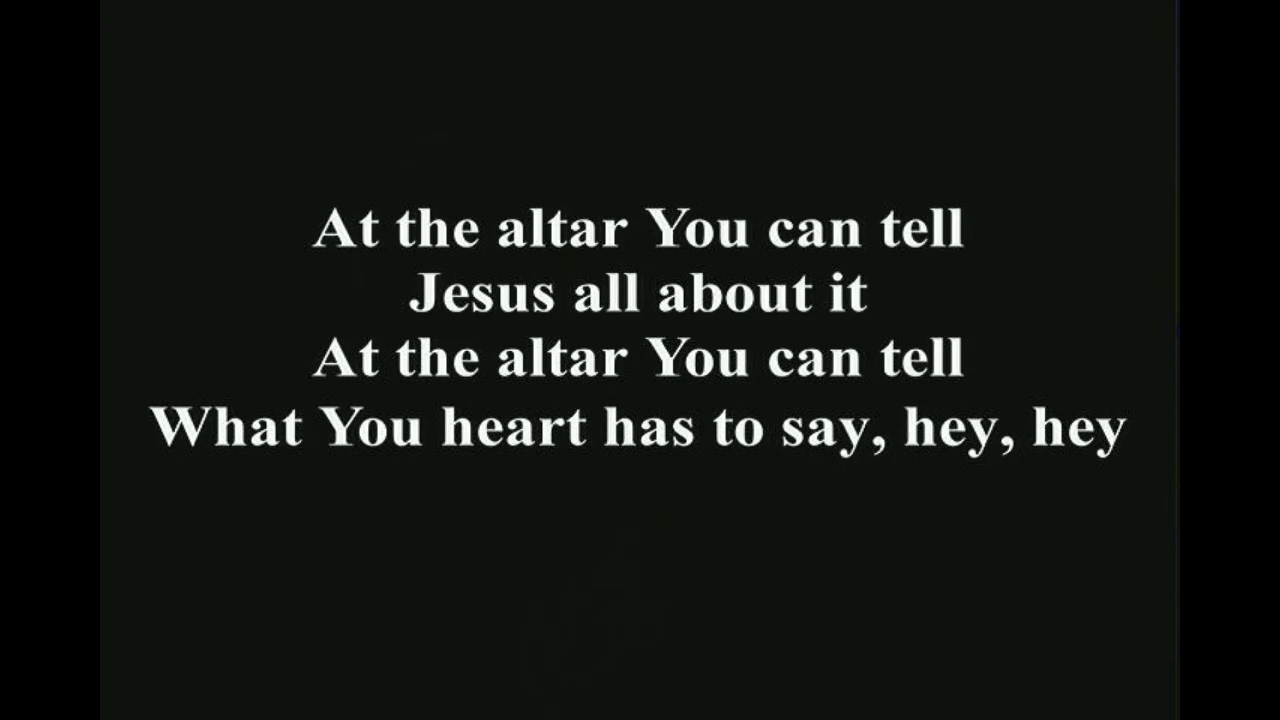 At the altar You can tell
Jesus all about it
At the altar You can tell
What You heart has to say, hey, hey